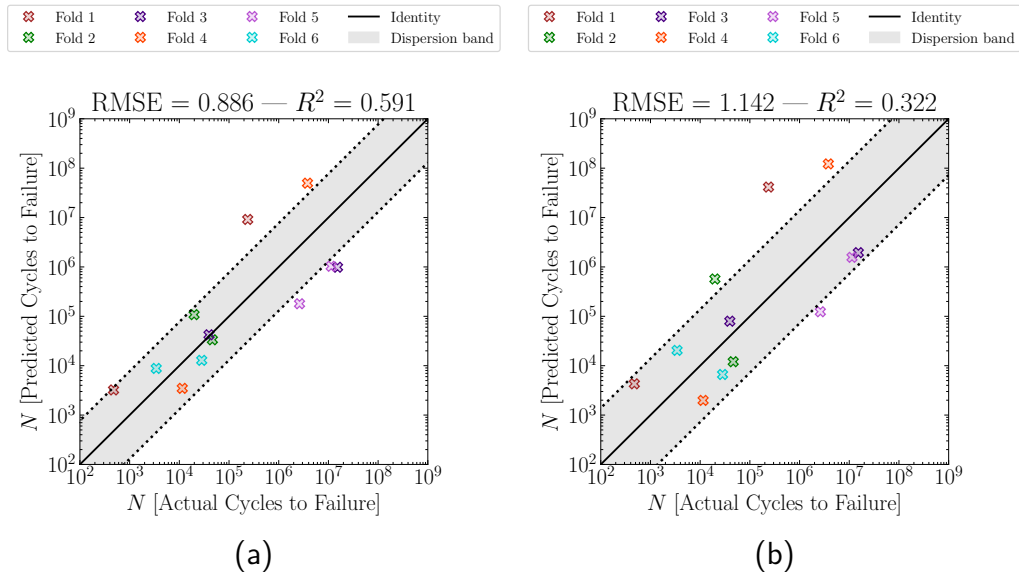 Fold 1 Fold 3 Fold 5 Identity
Fold 2 Fold 4 Fold 6 Dispersion band
RMSE = 0.886 — R² = 0.591
N [Predicted Cycles to Failure]
10⁹
10⁸
10⁷
10⁶
10⁵
10⁴
10³
10²
10² 10³ 10⁴ 10⁵ 10⁶ 10⁷ 10⁸ 10⁹
N [Actual Cycles to Failure]
(a)
Fold 1 Fold 3 Fold 5 Identity
Fold 2 Fold 4 Fold 6 Dispersion band
RMSE = 1.142 — R² = 0.322
N [Predicted Cycles to Failure]
10⁹
10⁸
10⁷
10⁶
10⁵
10⁴
10³
10²
10² 10³ 10⁴ 10⁵ 10⁶ 10⁷ 10⁸ 10⁹
N [Actual Cycles to Failure]
(b)